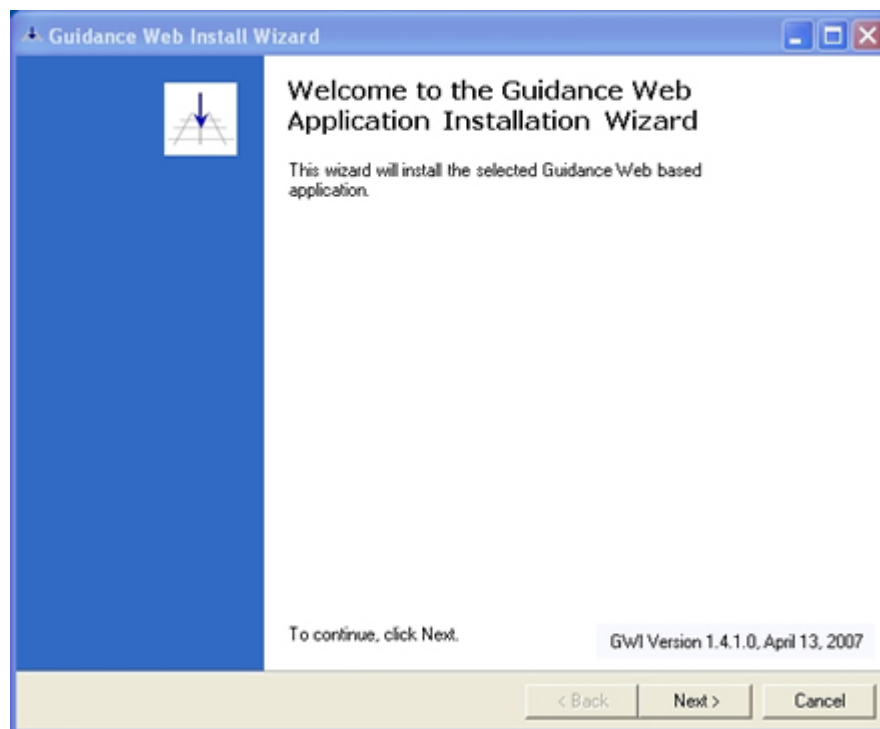 Guidance Web Install Wizard
Welcome to the Guidance Web
Application Installation Wizard
This wizard will install the selected Guidance Web based
application.
To continue, click Next.
GWI Version 1.4.1.0, April 13, 2007
< Back
Next >
Cancel